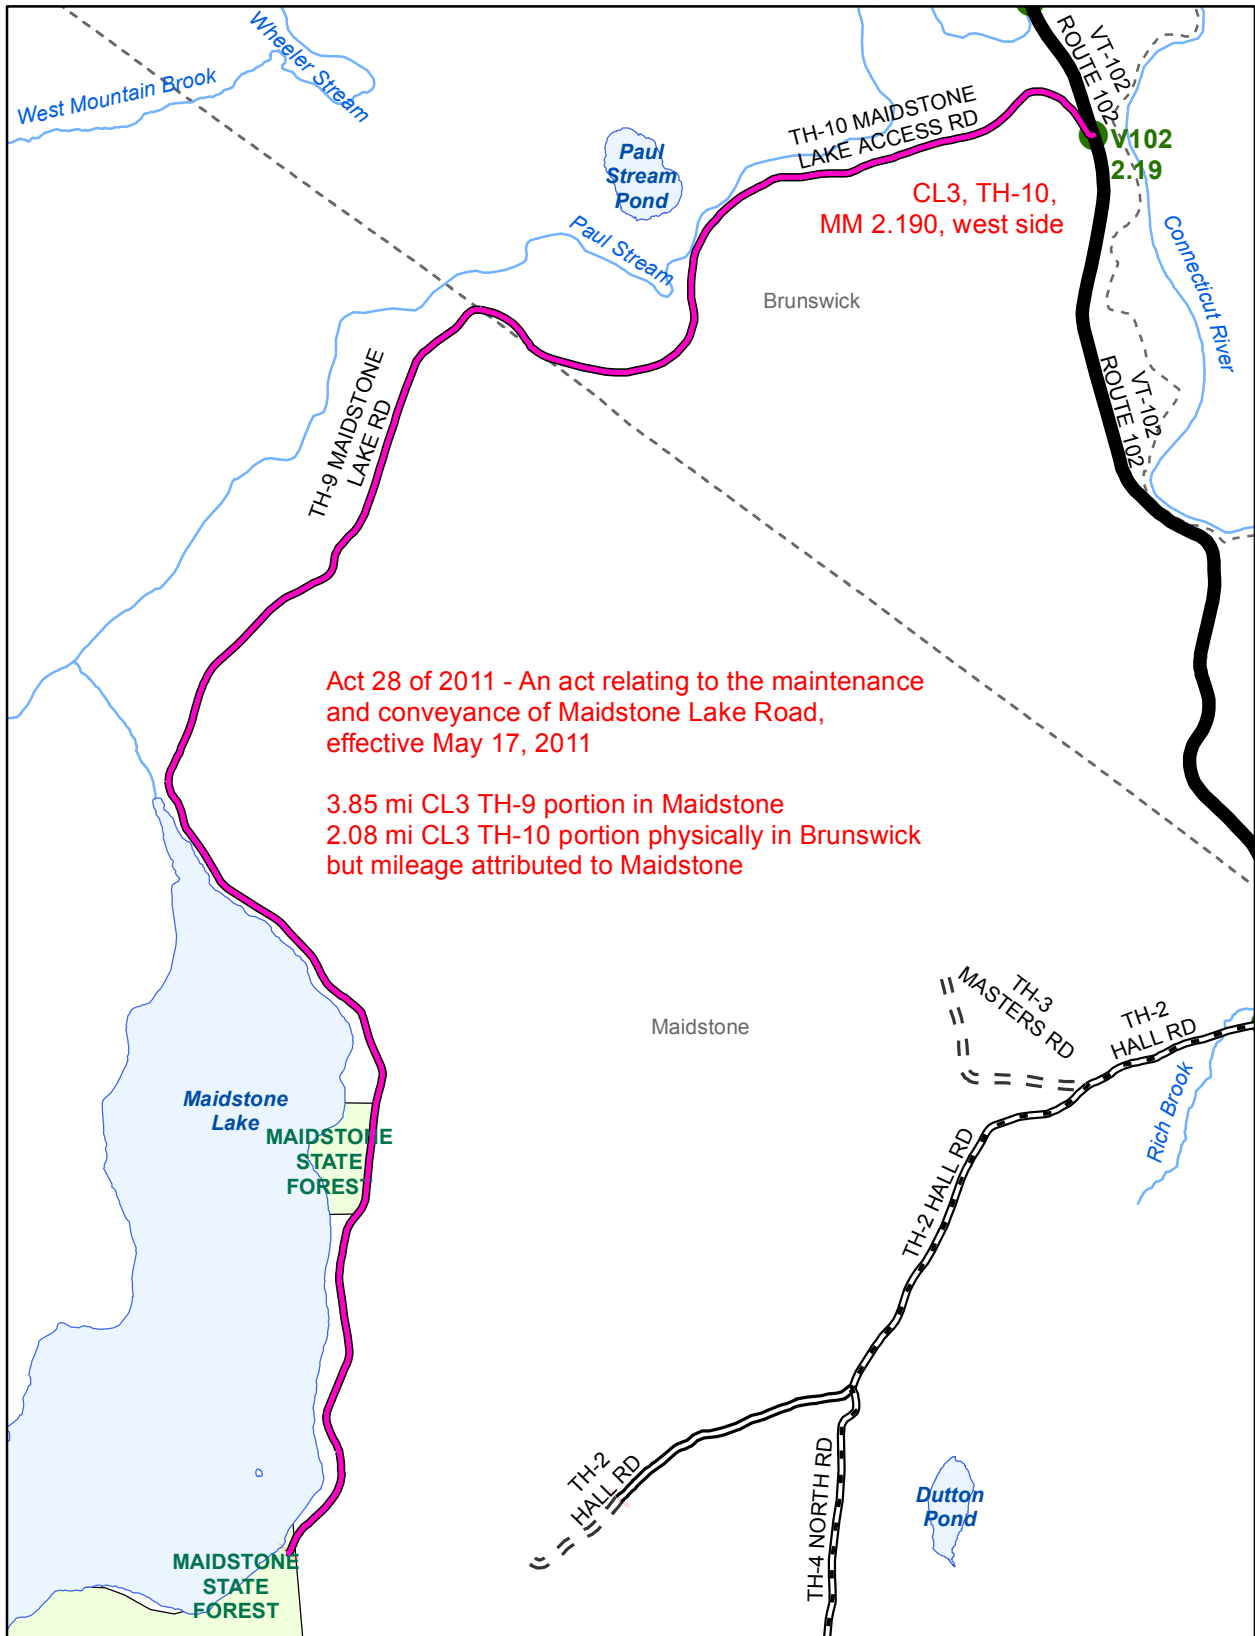 Wheeler Stream
West Mountain Brook
VT-102
ROUTE 102
TH-10 MAIDSTONE
LAKE ACCESS RD
V102
2.19
Paul
Stream
Pond
CL3, TH-10,
MM 2.190, west side
Paul Stream
Connecticut River
Brunswick
TH-9 MAIDSTONE
LAKE RD
VT-102
ROUTE 102
Act 28 of 2011 - An act relating to the maintenance
and conveyance of Maidstone Lake Road,
effective May 17, 2011
3.85 mi CL3 TH-9 portion in Maidstone
2.08 mi CL3 TH-10 portion physically in Brunswick
but mileage attributed to Maidstone
TH-3
MASTERS RD
TH-2
HALL RD
Maidstone
Rich Brook
Maidstone
Lake
MAIDSTONE
STATE
FOREST
TH-2 HALL RD
TH-2
HALL RD
TH-4 NORTH RD
Dutton
Pond
MAIDSTONE
STATE
FOREST